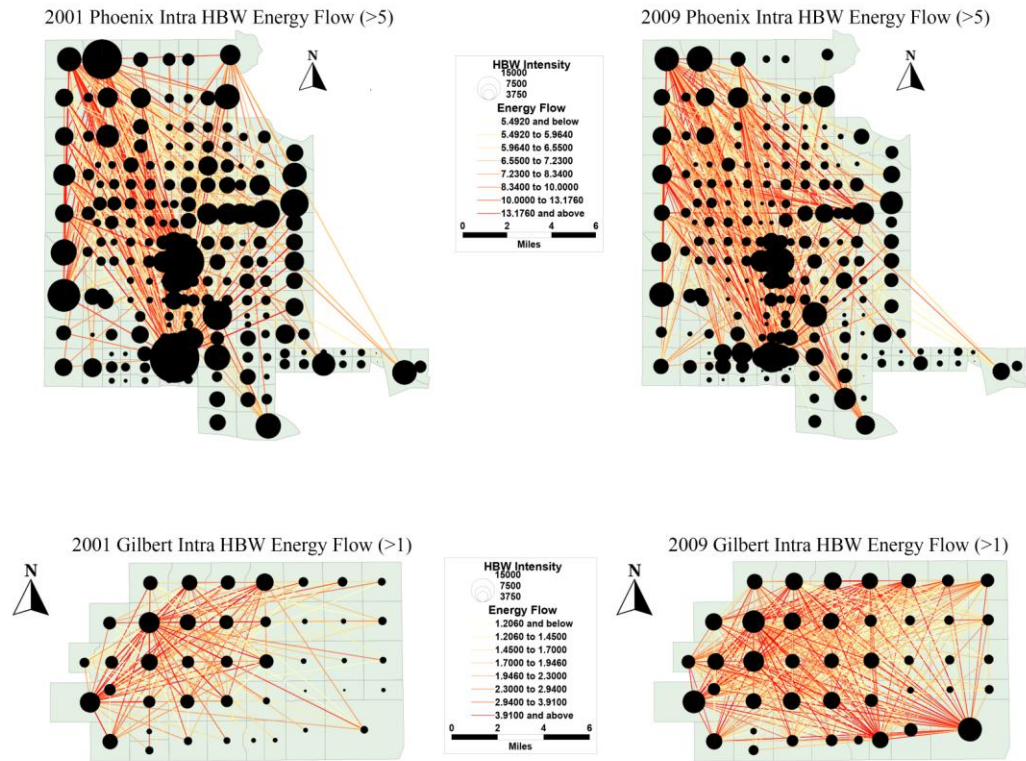 2001 Phoenix Intra HBW Energy Flow (>5)
2009 Phoenix Intra HBW Energy Flow (>5)
N
HBW Intensity
15000
7500
3750
Energy Flow
5.4920 and below
5.4920 to 5.9640
5.9640 to 6.5500
6.5500 to 7.2300
7.2300 to 8.3400
8.3400 to 10.0000
10.0000 to 13.1760
13.1760 and above
0 2 4 6
Miles
N
2001 Gilbert Intra HBW Energy Flow (>1)
2009 Gilbert Intra HBW Energy Flow (>1)
N
HBW Intensity
15000
7500
3750
Energy Flow
1.2060 and below
1.2060 to 1.4500
1.4500 to 1.7000
1.7000 to 1.9460
1.9460 to 2.3000
2.3000 to 2.9400
2.9400 to 3.9100
3.9100 and above
0 2 4 6
Miles
N